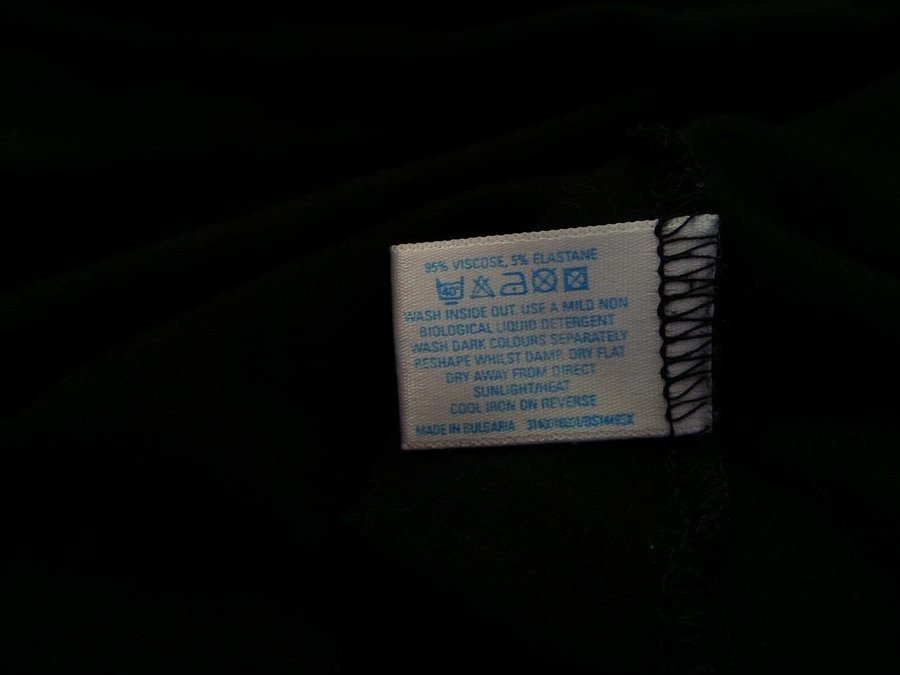 95% VISCOSE, 5% ELASTANE
40°
WASH INSIDE OUT. USE A MILD NON
BIOLOGICAL LIQUID DETERGENT
WASH DARK COLOURS SEPARATELY
RESHAPE WHILST DAMP. DRY FLAT
DRY AWAY FROM DIRECT
SUNLIGHT/HEAT
COOL IRON ON REVERSE
MADE IN BULGARIA